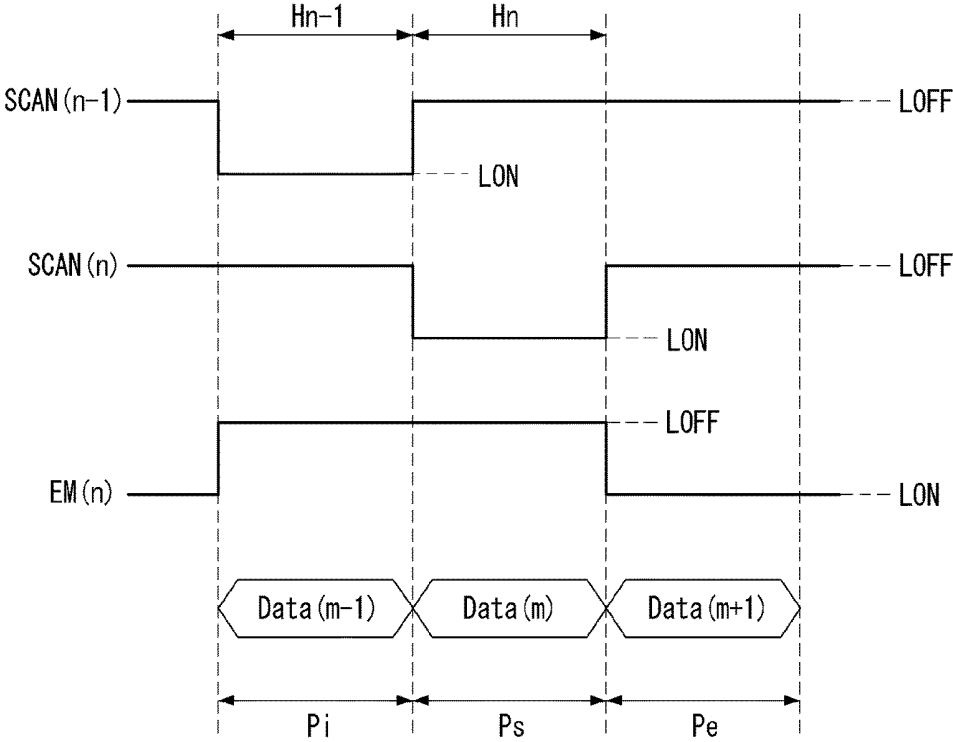 Hn-1 Hn
SCAN(n-1) LOFF
LON
SCAN(n) LOFF
LON
LOFF
EM(n) LON
Data(m-1) Data(m) Data(m+1)
Pi Ps Pe